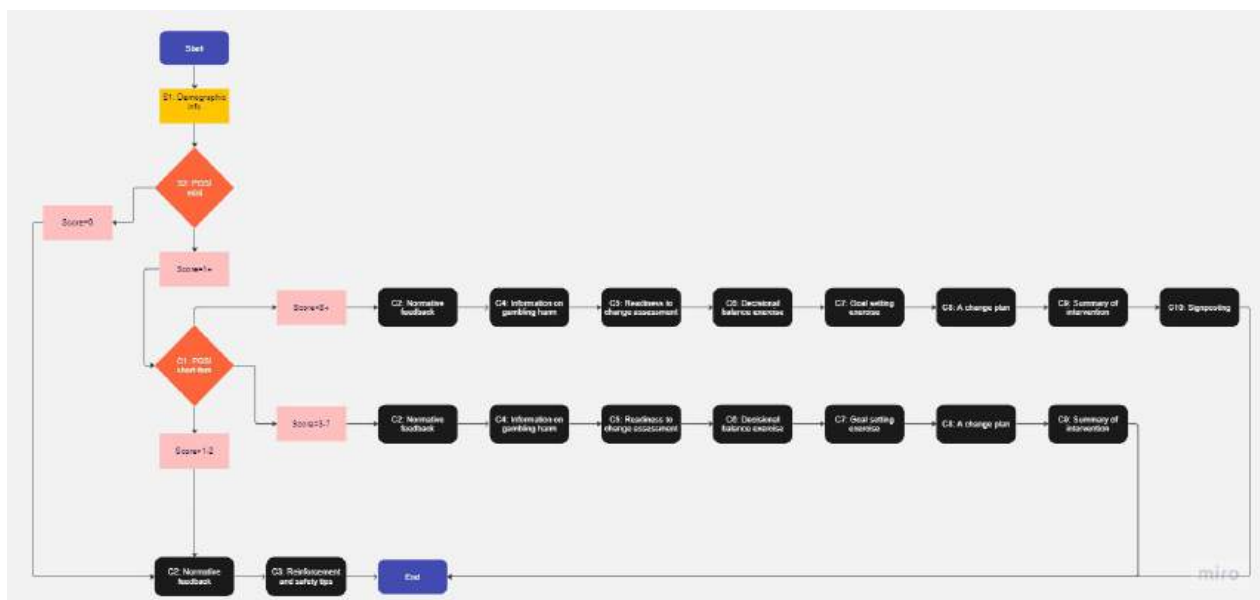 Start
S1: Demographic
info
S2: PGSI
mini
Score=0
Score=1+
Score=8+
C2: Normative
feedback
C4: Information on
gambling harm
C5: Readiness to
change assessment
C6: Decisional
balance exercise
C7: Goal setting
exercise
C8: A change plan
C9: Summary of
intervention
C10: Signposting
C1: PGSI
short-form
Score=3-7
C2: Normative
feedback
C4: Information on
gambling harm
C5: Readiness to
change assessment
C6: Decisional
balance exercise
C7: Goal setting
exercise
C8: A change plan
C9: Summary of
intervention
Score=1-2
C2: Normative
feedback
C3: Reinforcement
and safety tips
End
miro